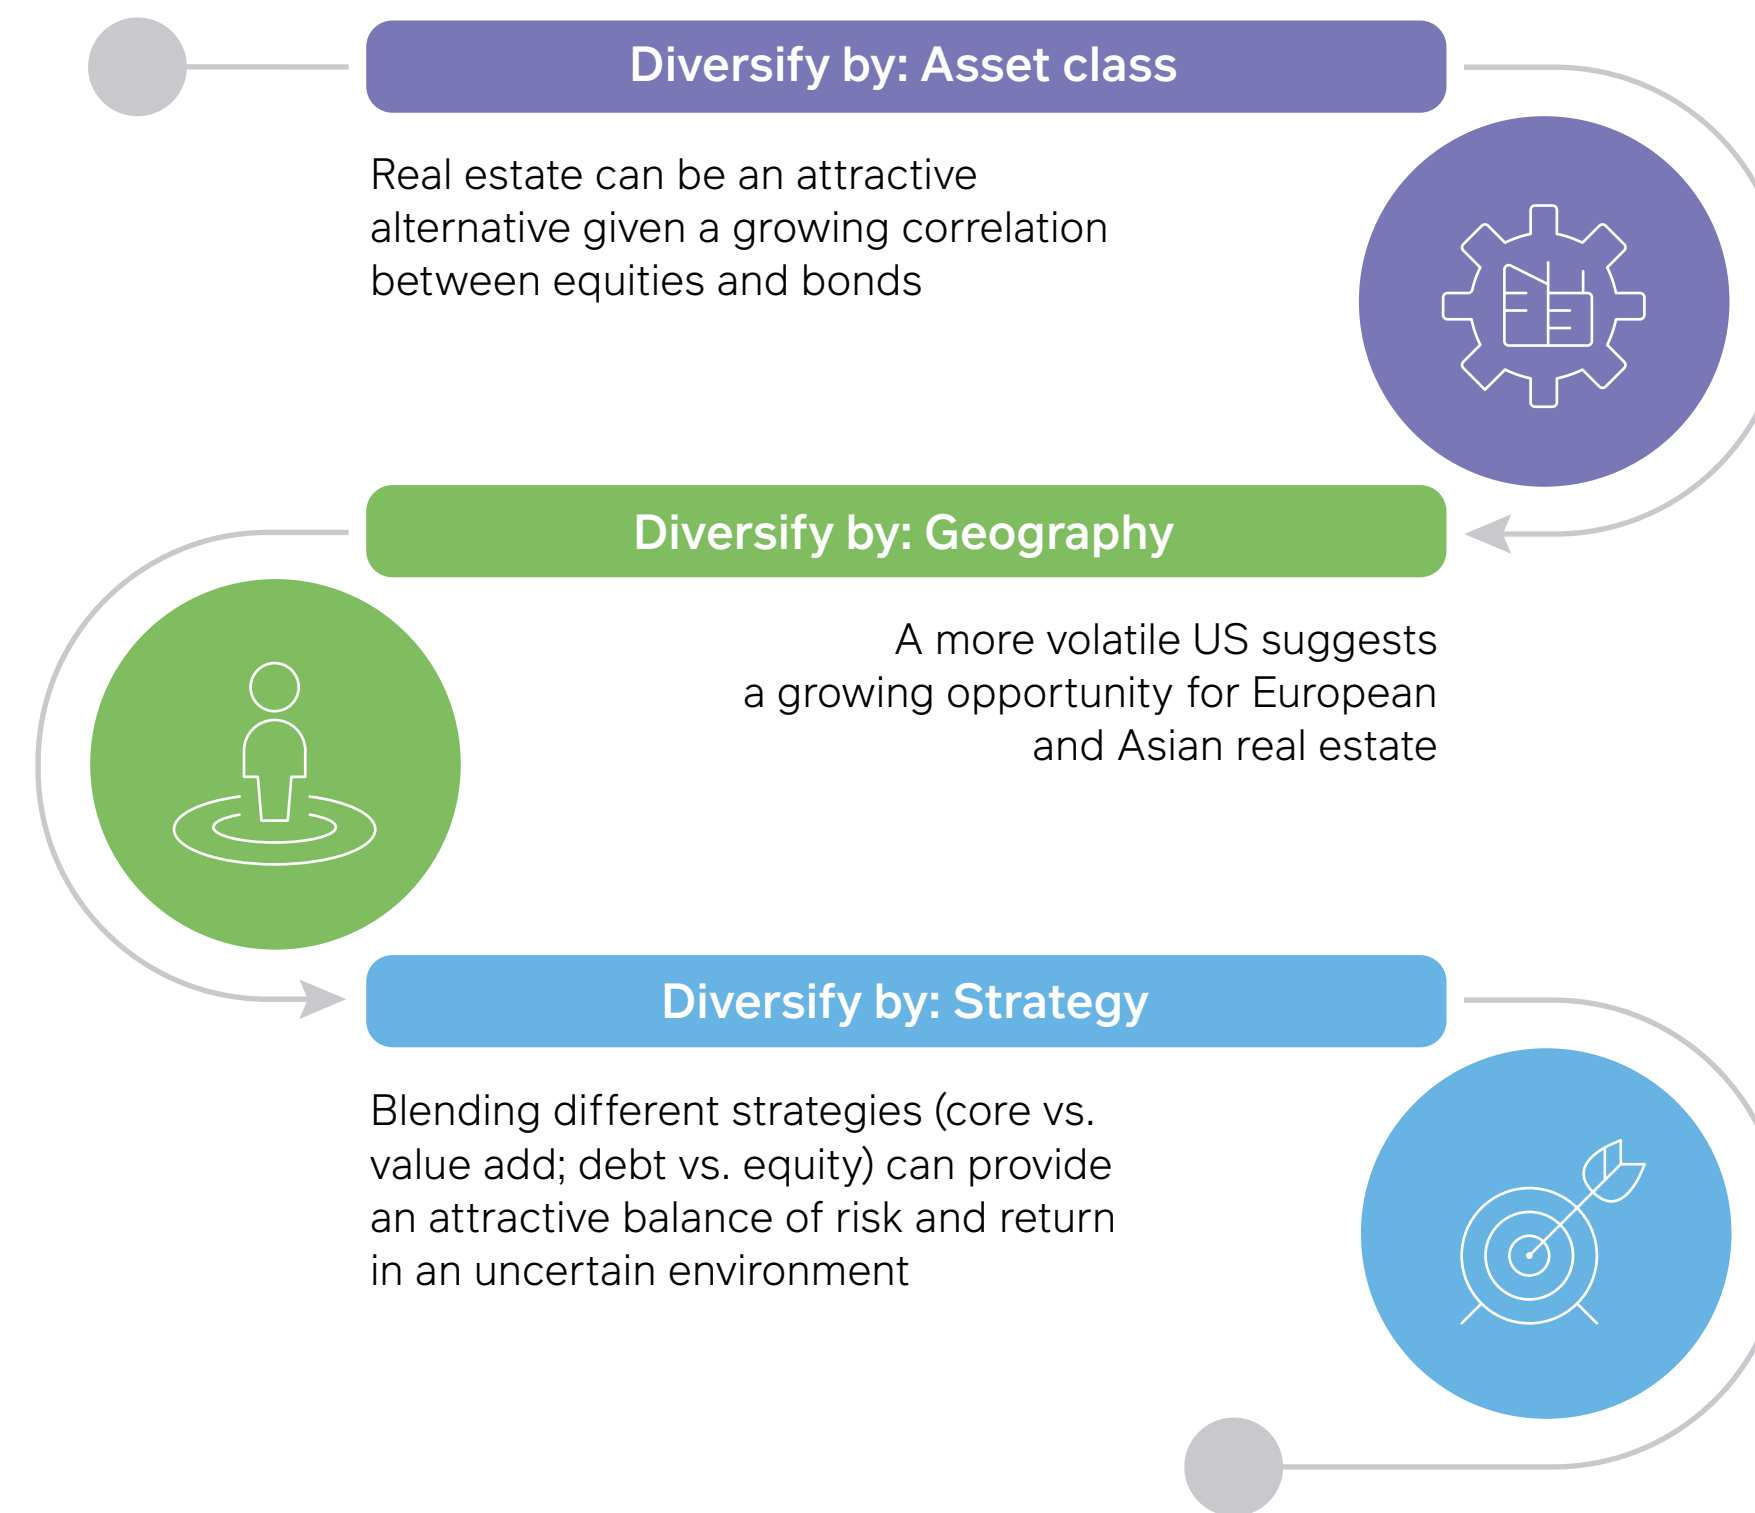 Diversify by: Asset class
Real estate can be an attractive
alternative given a growing correlation
between equities and bonds
Diversify by: Geography
A more volatile US suggests
a growing opportunity for European
and Asian real estate
Diversify by: Strategy
Blending different strategies (core vs.
value add; debt vs. equity) can provide
an attractive balance of risk and return
in an uncertain environment